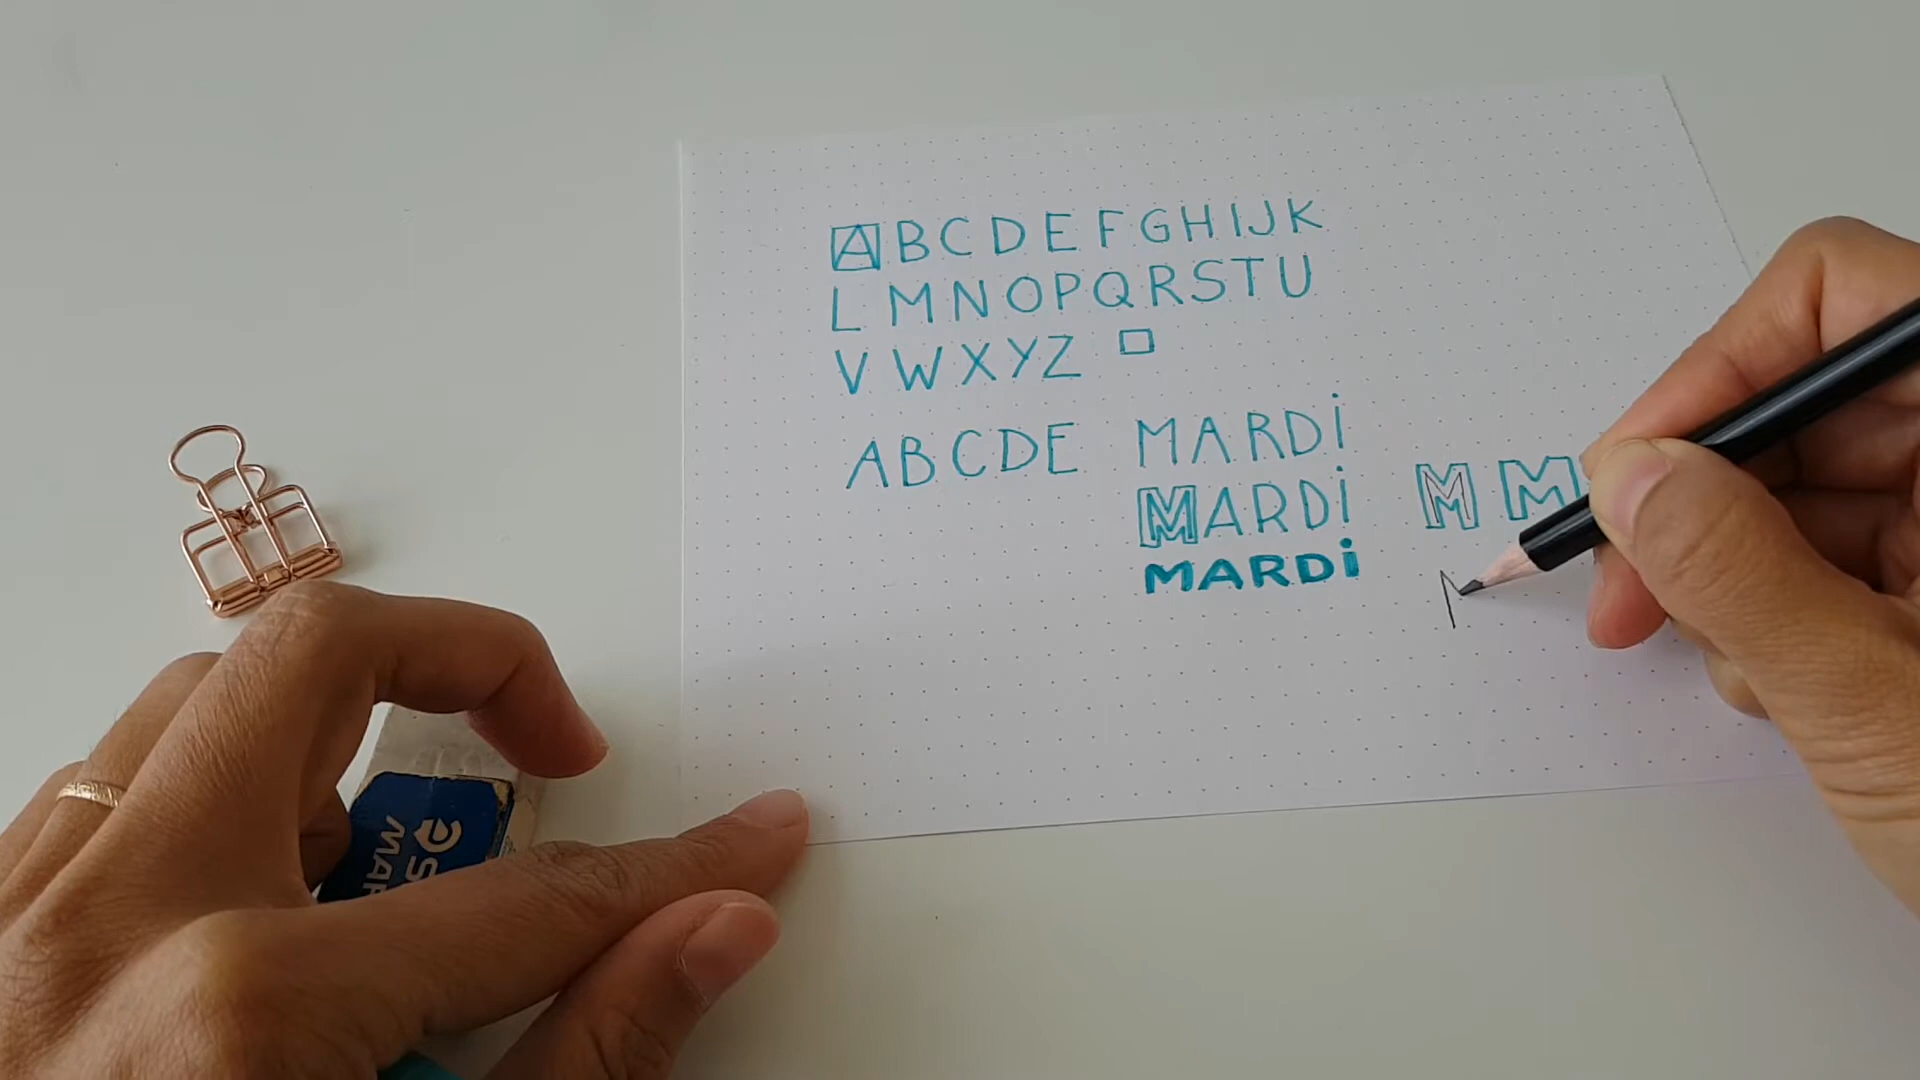 ABCDEFGHIJK
LMNOPQRSTU
VWXYZ
ABCDE MARDi
MARDi M M
MARDi